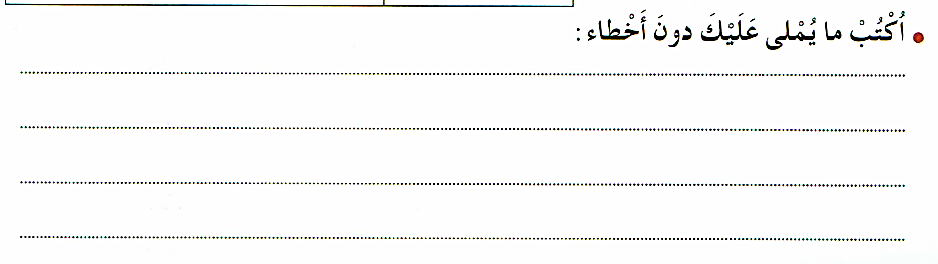 • اُكْتُبْ ما يُمْلى عَلَيْكَ دونَ أَخْطاء :